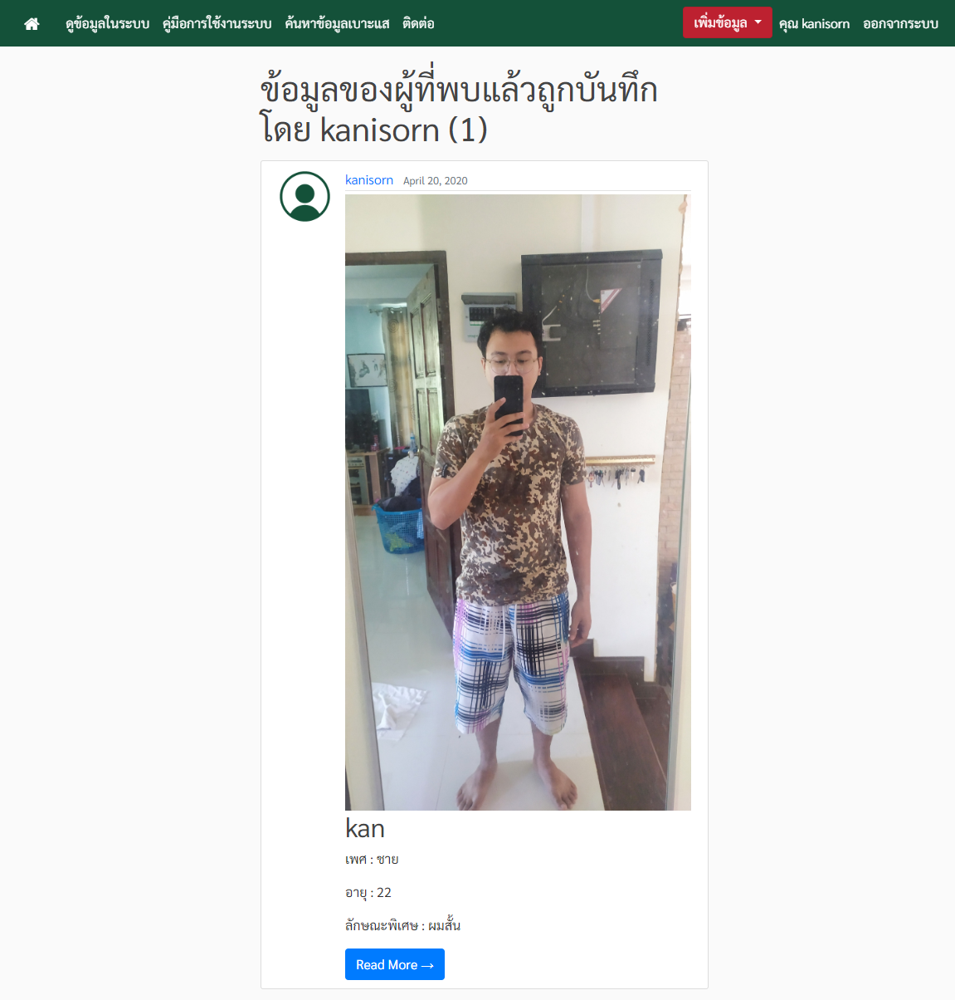 ดูข้อมูลในระบบ คู่มือการใช้งานระบบ ค้นหาข้อมูลเบาะแส ติดต่อ เพิ่มข้อมูล คุณ kanisorn ออกจากระบบ
ข้อมูลของผู้ที่พบแล้วถูกบันทึก
โดย kanisorn (1)
kanisorn April 20, 2020
kan
เพศ : ชาย
อายุ : 22
ลักษณะพิเศษ : ผมสั้น
Read More →